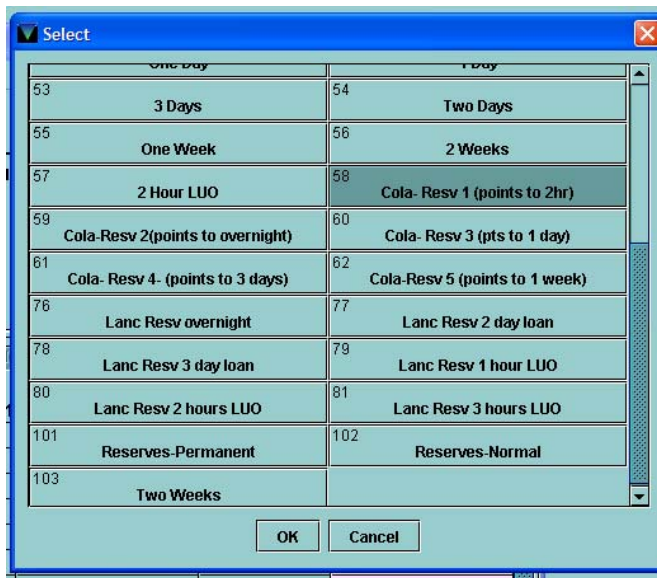 Select
One Day
1 Day
53
3 Days
54
Two Days
55
One Week
56
2 Weeks
57
2 Hour LUO
58
Cola- Resv 1 (points to 2hr)
59
Cola-Resv 2(points to overnight)
60
Cola- Resv 3 (pts to 1 day)
61
Cola- Resv 4- (points to 3 days)
62
Cola-Resv 5 (points to 1 week)
76
Lanc Resv overnight
77
Lanc Resv 2 day loan
78
Lanc Resv 3 day loan
79
Lanc Resv 1 hour LUO
80
Lanc Resv 2 hours LUO
81
Lanc Resv 3 hours LUO
101
Reserves-Permanent
102
Reserves-Normal
103
Two Weeks
OK
Cancel